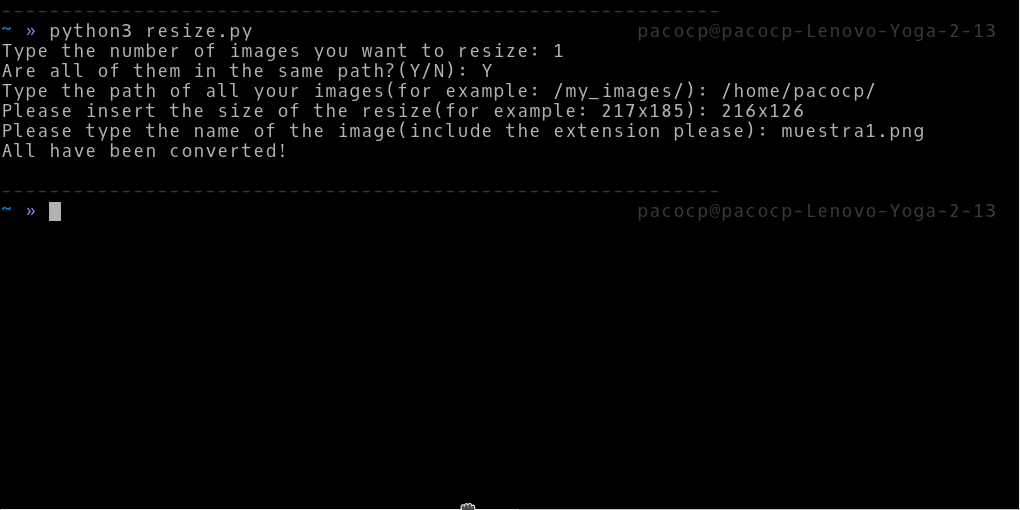 ------------------------------------------------------------
~ » python3 resize.py pacocp@pacocp-Lenovo-Yoga-2-13
Type the number of images you want to resize: 1
Are all of them in the same path?(Y/N): Y
Type the path of all your images(for example: /my_images/): /home/pacocp/
Please insert the size of the resize(for example: 217x185): 216x126
Please type the name of the image(include the extension please): muestra1.png
All have been converted!
------------------------------------------------------------
~ » pacocp@pacocp-Lenovo-Yoga-2-13